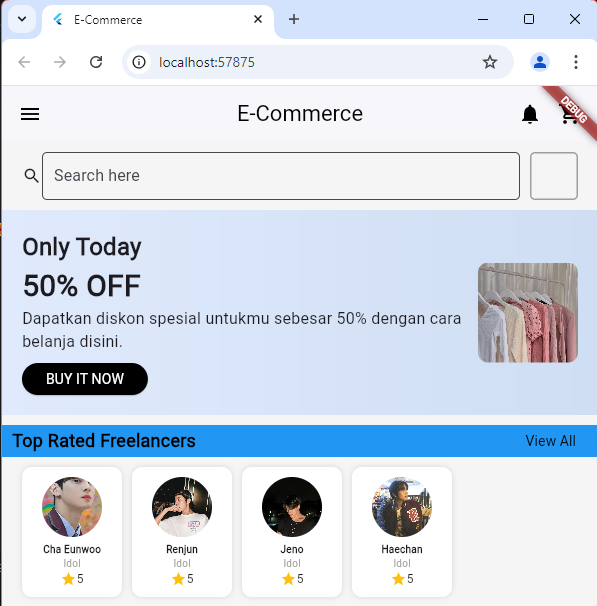 E-Commerce
localhost:57875
E-Commerce
DEBUG
Search here
Only Today
50% OFF
Dapatkan diskon spesial untukmu sebesar 50% dengan cara
belanja disini.
BUY IT NOW
Top Rated Freelancers
View All
Cha Eunwoo
Renjun
Jeno
Haechan
Idol
Idol
Idol
Idol
5
5
5
5